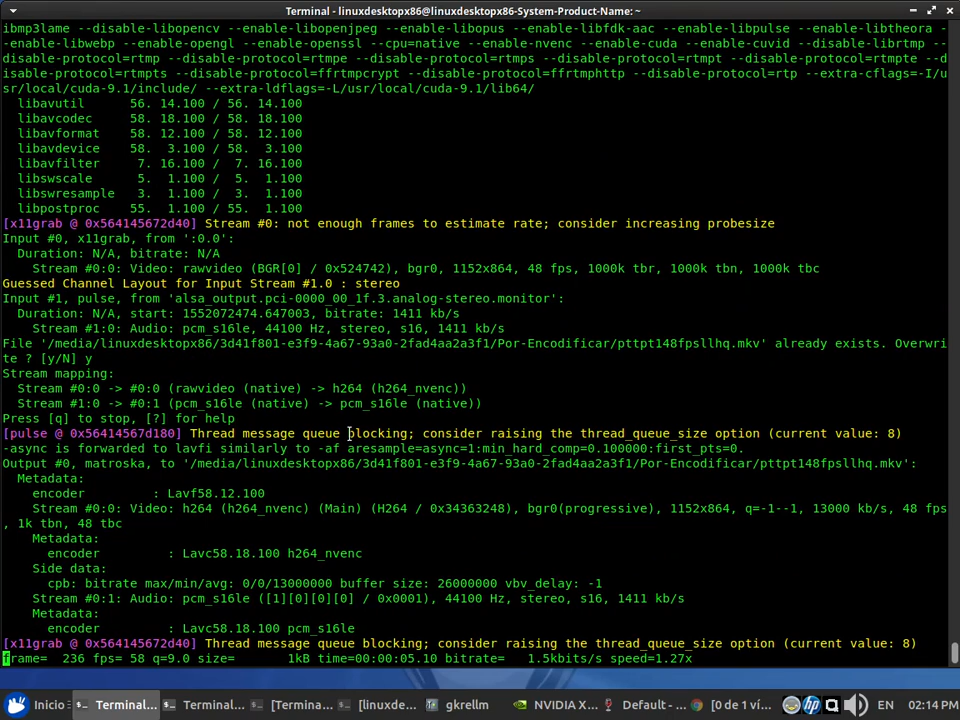 Terminal - linuxdesktopx86@linuxdesktopx86-System-Product-Name: ~
ibmp3lame --disable-libopencv --enable-libopenjpeg --enable-libopus --enable-libfdk-aac --enable-libpulse --enable-libtheora -
-enable-libwebp --enable-opengl --enable-openssl --cpu=native --enable-nvenc --enable-cuda --enable-cuvid --disable-librtmp --
disable-protocol=rtmp --disable-protocol=rtmpe --disable-protocol=rtmps --disable-protocol=rtmpt --disable-protocol=rtmpte --d
isable-protocol=rtmpts --disable-protocol=ffrtmpcrypt --disable-protocol=ffrtmphttp --disable-protocol=rtp --extra-cflags=-I/u
sr/local/cuda-9.1/include/ --extra-ldflags=-L/usr/local/cuda-9.1/lib64/
libavutil 56. 14.100 / 56. 14.100
libavcodec 58. 18.100 / 58. 18.100
libavformat 58. 12.100 / 58. 12.100
libavdevice 58. 3.100 / 58. 3.100
libavfilter 7. 16.100 / 7. 16.100
libswscale 5. 1.100 / 5. 1.100
libswresample 3. 1.100 / 3. 1.100
libpostproc 55. 1.100 / 55. 1.100
[x11grab @ 0x564145672d40] Stream #0: not enough frames to estimate rate; consider increasing probesize
Input #0, x11grab, from ':0.0':
Duration: N/A, bitrate: N/A
Stream #0:0: Video: rawvideo (BGR[0] / 0x524742), bgr0, 1152x864, 48 fps, 1000k tbr, 1000k tbn, 1000k tbc
Guessed Channel Layout for Input Stream #1.0 : stereo
Input #1, pulse, from 'alsa_output.pci-0000_00_1f.3.analog-stereo.monitor':
Duration: N/A, start: 1552072474.647003, bitrate: 1411 kb/s
Stream #1:0: Audio: pcm_s16le, 44100 Hz, stereo, s16, 1411 kb/s
File '/media/linuxdesktopx86/3d41f801-e3f9-4a67-93a0-2fad4aa2a3f1/Por-Encodificar/pttpt148fpsllhq.mkv' already exists. Overwri
te ? [y/N] y
Stream mapping:
Stream #0:0 -> #0:0 (rawvideo (native) -> h264 (h264_nvenc))
Stream #1:0 -> #0:1 (pcm_s16le (native) -> pcm_s16le (native))
Press [q] to stop, [?] for help
[pulse @ 0x56414567d180] Thread message queue blocking; consider raising the thread_queue_size option (current value: 8)
-async is forwarded to lavfi similarly to -af aresample=async=1:min_hard_comp=0.100000:first_pts=0.
Output #0, matroska, to '/media/linuxdesktopx86/3d41f801-e3f9-4a67-93a0-2fad4aa2a3f1/Por-Encodificar/pttpt148fpsllhq.mkv':
Metadata:
encoder : Lavf58.12.100
Stream #0:0: Video: h264 (h264_nvenc) (Main) (H264 / 0x34363248), bgr0(progressive), 1152x864, q=-1--1, 13000 kb/s, 48 fps
, 1k tbn, 48 tbc
Metadata:
encoder : Lavc58.18.100 h264_nvenc
Side data:
cpb: bitrate max/min/avg: 0/0/13000000 buffer size: 26000000 vbv_delay: -1
Stream #0:1: Audio: pcm_s16le ([1][0][0][0] / 0x0001), 44100 Hz, stereo, s16, 1411 kb/s
Metadata:
encoder : Lavc58.18.100 pcm_s16le
[x11grab @ 0x564145672d40] Thread message queue blocking; consider raising the thread_queue_size option (current value: 8)
frame= 236 fps= 58 q=9.0 size= 1kB time=00:00:05.10 bitrate= 1.5kbits/s speed=1.27x
Inicio Terminal... Terminal... [Termina... [linuxde... gkrellm NVIDIA X... Default - ... [0 de 1 ví... hp EN 02:14 PM